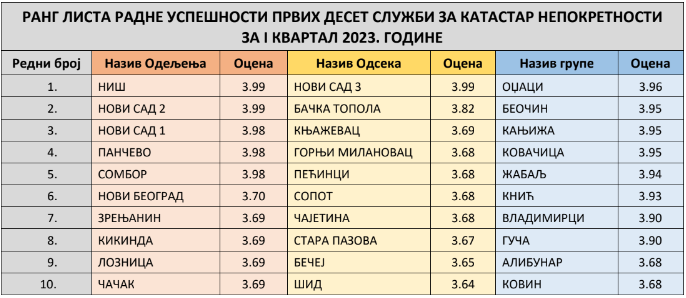 РАНГ ЛИСТА РАДНЕ УСПЕШНОСТИ ПРВИХ ДЕСЕТ СЛУЖБИ ЗА КАТАСТАР НЕПОКРЕТНОСТИ
ЗА I КВАРТАЛ 2023. ГОДИНЕ
Редни број Назив Одељења Оцена Назив Одсека Оцена Назив групе Оцена
1. НИШ 3.99 НОВИ САД 3 3.99 ОЏАЦИ 3.96
2. НОВИ САД 2 3.99 БАЧКА ТОПОЛА 3.82 БЕОЧИН 3.95
3. НОВИ САД 1 3.98 КЊАЖЕВАЦ 3.69 КАЊИЖА 3.95
4. ПАНЧЕВО 3.98 ГОРЊИ МИЛАНОВАЦ 3.68 КОВАЧИЦА 3.95
5. СОМБОР 3.98 ПЕЋИНЦИ 3.68 ЖАБАЉ 3.94
6. НОВИ БЕОГРАД 3.70 СОПОТ 3.68 КНИЋ 3.93
7. ЗРЕЊАНИН 3.69 ЧАЈЕТИНА 3.68 ВЛАДИМИРЦИ 3.90
8. КИКИНДА 3.69 СТАРА ПАЗОВА 3.67 ГУЧА 3.90
9. ЛОЗНИЦА 3.69 БЕЧЕЈ 3.65 АЛИБУНАР 3.68
10. ЧАЧАК 3.69 ШИД 3.64 КОВИН 3.68